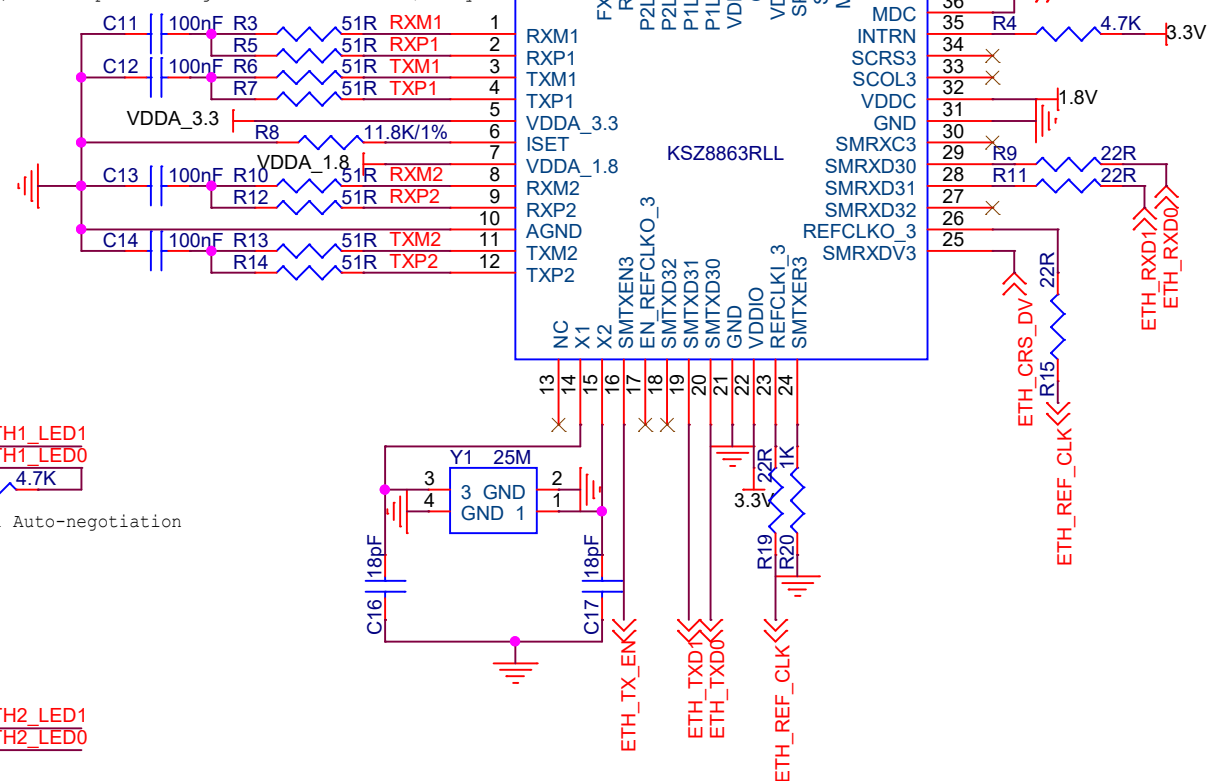 C11 100nF R3 51R RXM1 1 RXM1
R5 51R RXP1 2 RXP1
C12 100nF R6 51R TXM1 3 TXM1
R7 51R TXP1 4 TXP1
VDDA_3.3 5 VDDA_3.3
R8 11.8K/1% 6 ISET
VDDA_1.8 7 VDDA_1.8
C13 100nF R10 51R RXM2 8 RXM2
R12 51R RXP2 9 RXP2
10 AGND
C14 100nF R13 51R TXM2 11 TXM2
R14 51R TXP2 12 TXP2
KSZ8863RLL
MDC 36
INTRN 35 R4 4.7K 3.3V
SCRS3 34
SCOL3 33
VDDC 32 1.8V
GND 31
SMRXC3 30
SMRXD30 29 R9 22R
SMRXD31 28 R11 22R
SMRXD32 27
REFCLKO_3 26
SMRXDV3 25
ETH_RXD1
ETH_RXD0
ETH_CRS_DV
22R
R15
ETH_REF_CLK
NC 13
X1 14
X2 15
SMTXEN3 16
EN_REFCLKO_3 17
SMTXD32 18
SMTXD31 19
SMTXD30 20
GND 21
VDDIO 22
REFCLKI_3 23
SMTXER3 24
Y1 25M
3 3 GND 2
4 GND 1 1
18pF C16
18pF C17
3.3V
22R R19
1K R20
ETH_TX_EN
ETH_TXD1
ETH_TXD0
ETH_REF_CLK
TH1_LED1
TH1_LED0
4.7K
Auto-negotiation
TH2_LED1
TH2_LED0